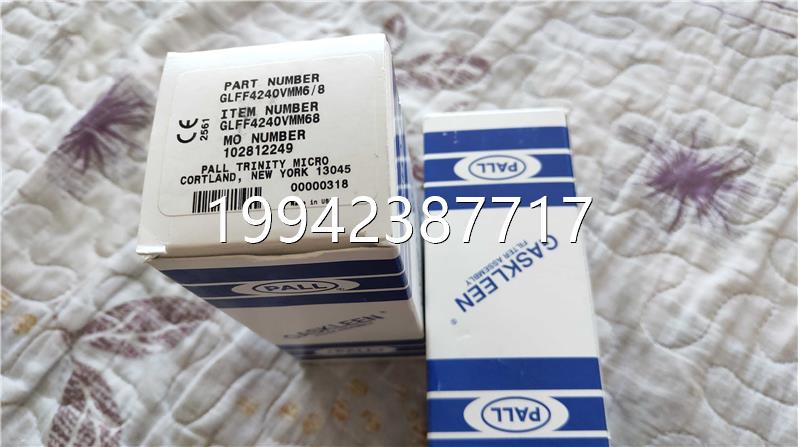 PART NUMBER
GLFF4240VMM6/8
ITEM NUMBER
GLFF4240VMM68
MO NUMBER
102812249
PALL TRINITY MICRO
CORTLAND, NEW YORK 13045
00000318
CE
2561
19942387717
PALL
GASKLEEN
PALL
GASKLEEN
FILTER ASSEMBLY
PALL